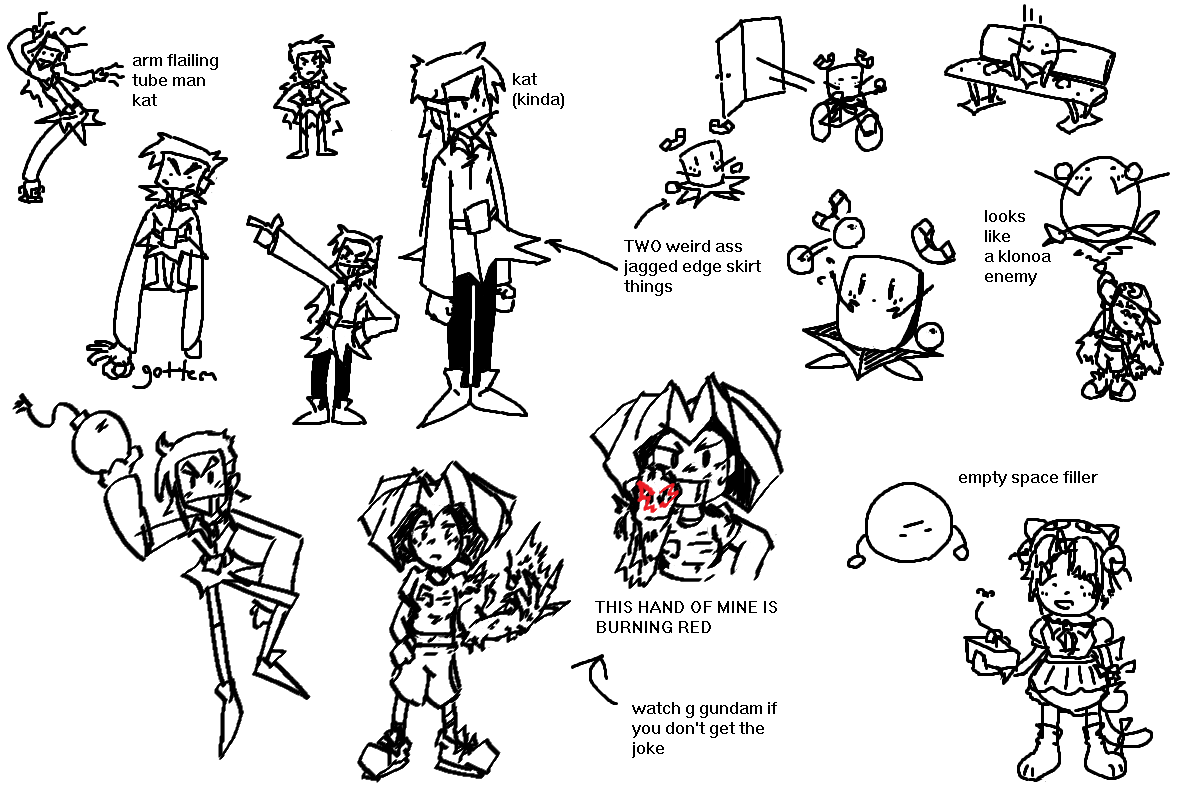 arm flailing
tube man
kat
kat
(kinda)
TWO weird ass
jagged edge skirt
things
looks
like
a klonoa
enemy
gottem
empty space filler
THIS HAND OF MINE IS
BURNING RED
watch g gundam if
you don't get the
joke